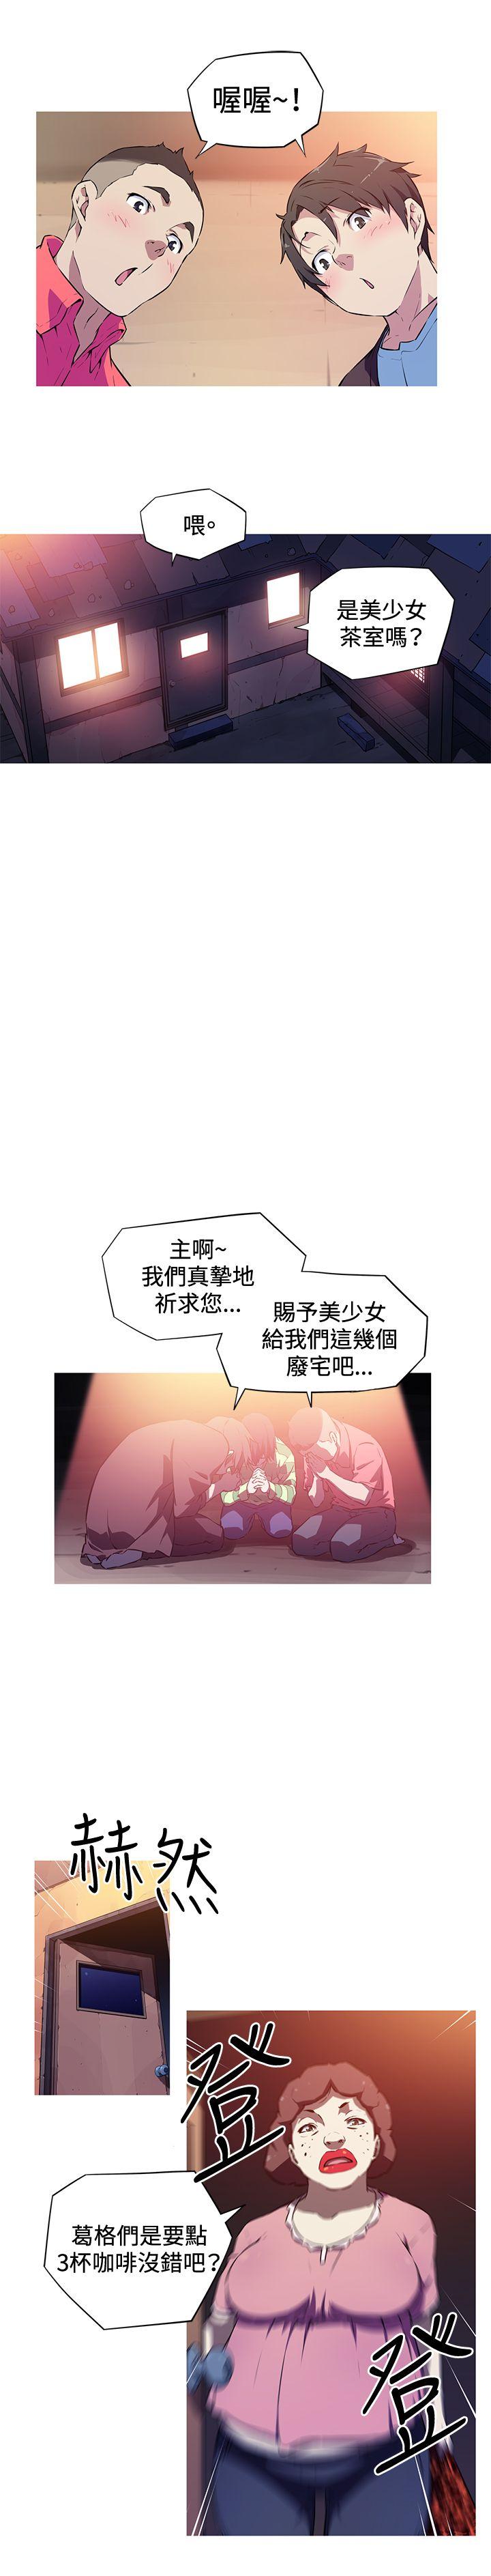 喔喔~!
喂。
是美少女
茶室嗎？
主啊~
我們真摯地
祈求您...
賜予美少女
給我們這幾個
廢宅吧...
赫然
登
葛格們是要點
3杯咖啡沒錯吧？
登